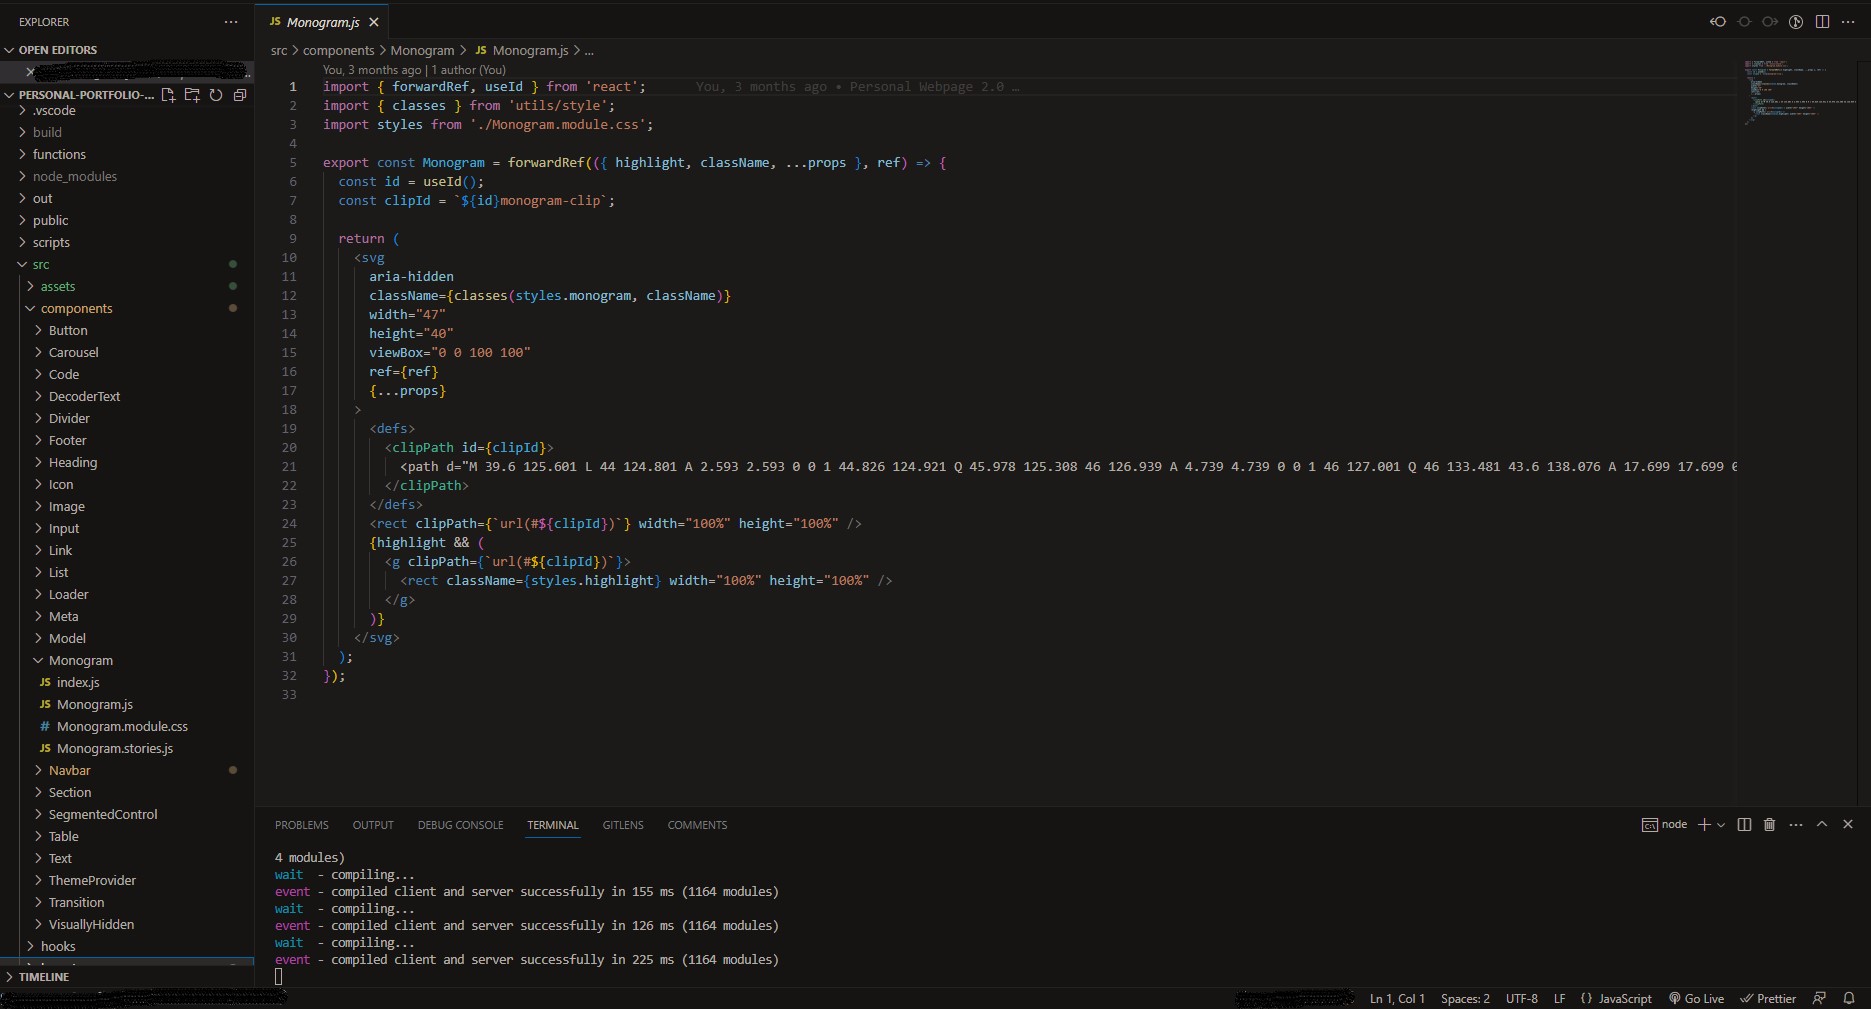 EXPLORER
OPEN EDITORS
PERSONAL-PORTFOLIO-...
.vscode
build
functions
node_modules
out
public
scripts
src
assets
components
Button
Carousel
Code
DecoderText
Divider
Footer
Heading
Icon
Image
Input
Link
List
Loader
Meta
Model
Monogram
JS index.js
JS Monogram.js
# Monogram.module.css
JS Monogram.stories.js
Navbar
Section
SegmentedControl
Table
Text
ThemeProvider
Transition
VisuallyHidden
hooks
TIMELINE
JS Monogram.js
src > components > Monogram > JS Monogram.js > ...
You, 3 months ago | 1 author (You)
1 import { forwardRef, useId } from 'react'; You, 3 months ago • Personal Webpage 2.0 …
2 import { classes } from 'utils/style';
3 import styles from './Monogram.module.css';
4
5 export const Monogram = forwardRef(({ highlight, className, ...props }, ref) => {
6 const id = useId();
7 const clipId = `${id}monogram-clip`;
8
9 return (
10 <svg
11 aria-hidden
12 className={classes(styles.monogram, className)}
13 width="47"
14 height="40"
15 viewBox="0 0 100 100"
16 ref={ref}
17 {...props}
18 >
19 <defs>
20 <clipPath id={clipId}>
21 <path d="M 39.6 125.601 L 44 124.801 A 2.593 2.593 0 0 1 44.826 124.921 Q 45.978 125.308 46 126.939 A 4.739 4.739 0 0 1 46 127.001 Q 46 133.481 43.6 138.076 A 17.699 17.699 0
22 </clipPath>
23 </defs>
24 <rect clipPath={`url(#${clipId})`} width="100%" height="100%" />
25 {highlight && (
26 <g clipPath={`url(#${clipId})`}>
27 <rect className={styles.highlight} width="100%" height="100%" />
28 </g>
29 )}
30 </svg>
31 );
32 });
33
PROBLEMS OUTPUT DEBUG CONSOLE TERMINAL GITLENS COMMENTS
node
4 modules)
wait - compiling...
event - compiled client and server successfully in 155 ms (1164 modules)
wait - compiling...
event - compiled client and server successfully in 126 ms (1164 modules)
wait - compiling...
event - compiled client and server successfully in 225 ms (1164 modules)
Ln 1, Col 1 Spaces: 2 UTF-8 LF {} JavaScript Go Live Prettier